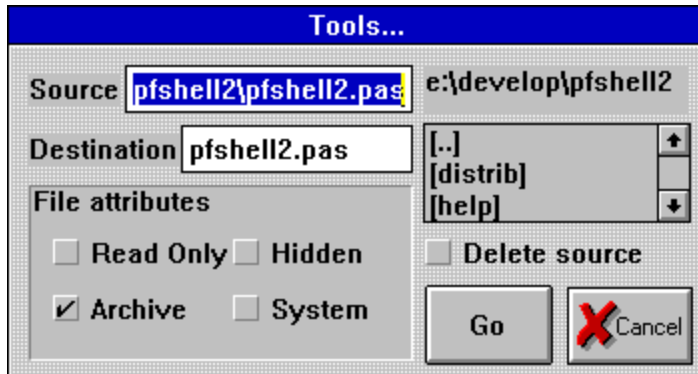 Tools...
Source pfshell2\pfshell2.pas
e:\develop\pfshell2
Destination pfshell2.pas
[..]
[distrib]
[help]
File attributes
Read Only Hidden
Archive System
Delete source
Go Cancel